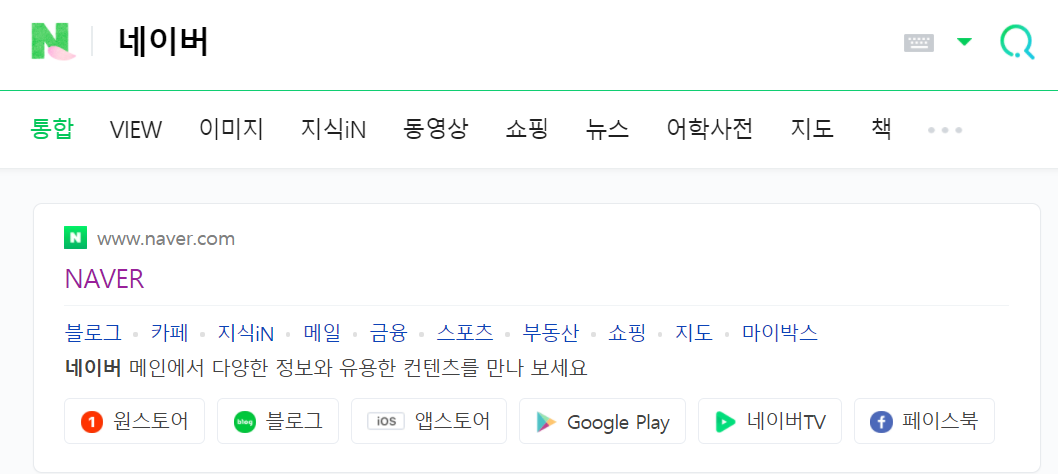 N 네이버
통합 VIEW 이미지 지식iN 동영상 쇼핑 뉴스 어학사전 지도 책
N www.naver.com
NAVER
블로그 카페 지식iN 메일 금융 스포츠 부동산 쇼핑 지도 마이박스
네이버 메인에서 다양한 정보와 유용한 컨텐츠를 만나 보세요
1 원스토어 blog 블로그 iOS 앱스토어 Google Play 네이버TV f 페이스북